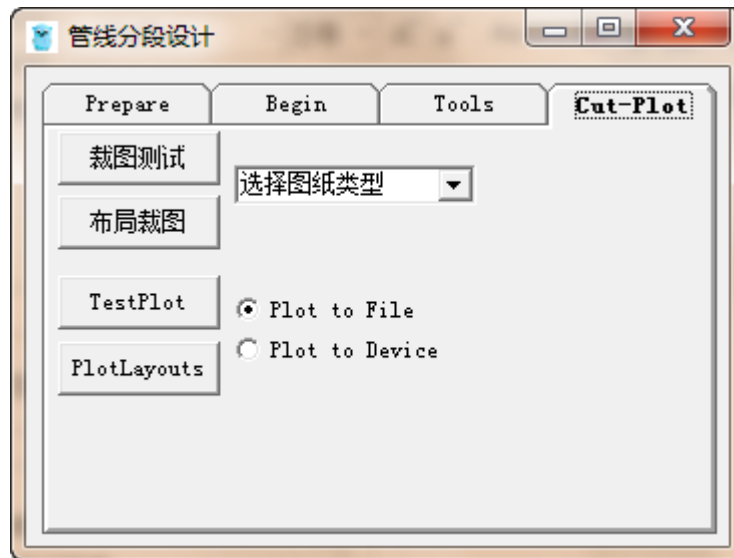 管线分段设计
Prepare Begin Tools Cut-Plot
裁图测试
选择图纸类型
布局裁图
TestPlot
Plot to File
Plot to Device
PlotLayouts